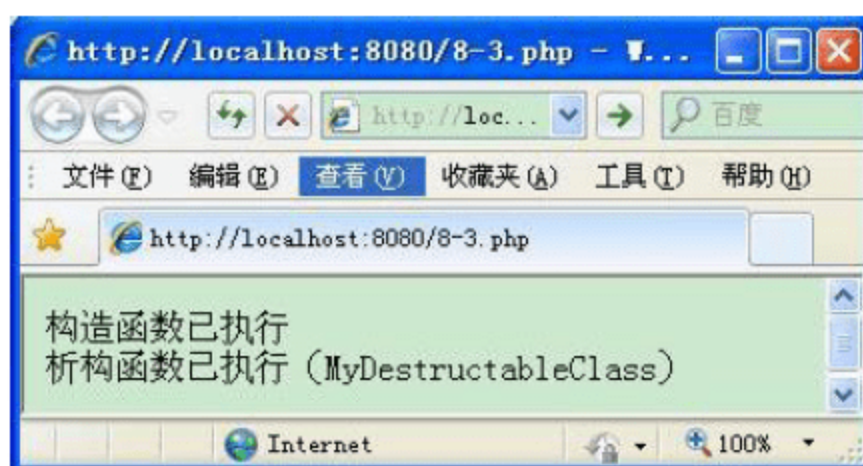 http://localhost:8080/8-3.php - W...
http://loc... 百度
文件(F) 编辑(E) 查看(V) 收藏夹(A) 工具(T) 帮助(H)
http://localhost:8080/8-3.php
构造函数已执行
析构函数已执行（MyDestructableClass）
Internet 100%